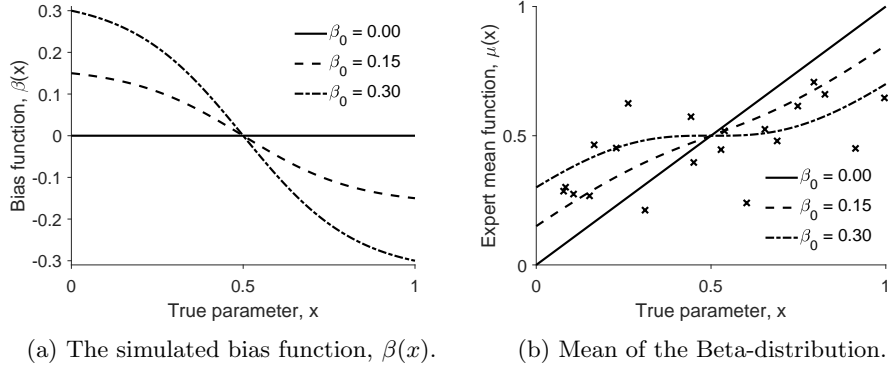 0.3
0.2
0.1
0
-0.1
-0.2
-0.3
0
0.5
1
Bias function, β(x)
True parameter, x
β₀ = 0.00
β₀ = 0.15
β₀ = 0.30
(a) The simulated bias function, β(x).
1
0.5
0
0
0.5
1
Expert mean function, μ(x)
True parameter, x
β₀ = 0.00
β₀ = 0.15
β₀ = 0.30
(b) Mean of the Beta-distribution.